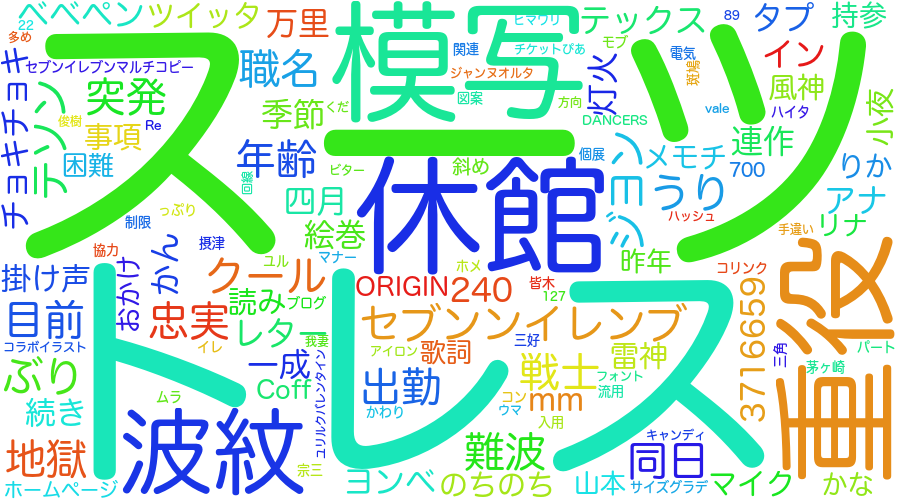 べべペン
ツイッタ
万里
スーツ
模写
ヒマワリ
テックス
89
タプ
持参
22
多め
セブンイレブンマルチコピー
職名
関連
モブ
チケットぴあ
電気
イン
突発
ジャンヌオルタ
図案
方向
灯火
斑鳩
風神
チョキチョキ
テンン
俊樹
事項
Re
季節
くだ
DANCERS
vale
ハイタ
小夜
困難
年齢
ビター
休館
斜め
個展
ジョン
メモチ
連作
700
りか
四月
うり
アナ
っぷり
制限
絵巻
ハッシュ
手違い
リナ
掛け声
おかけ
かん
協力
摂津
ユル
マナー
ホメ
昨年
コリンク
クール
ORIGIN
240
皆木
127
重役
目前
忠実
読み
ブログ
セブンンイレンブ
3716659
コラボイラスト
イレ
レター
我妻
アイロン
三好
歌詞
雷神
三角
パート
ぶり
トレス
一成
ユリルクバレンタイン
出勤
戦士
フォント
茅ヶ崎
ムラ
Coff
かわり
コン
ウマ
mm
流用
続き
波紋
入用
地獄
宗三
難波
同日
キャンディ
ホームページ
ヨンベ
のちのち
山本
サイズグラデ
マイク
かな